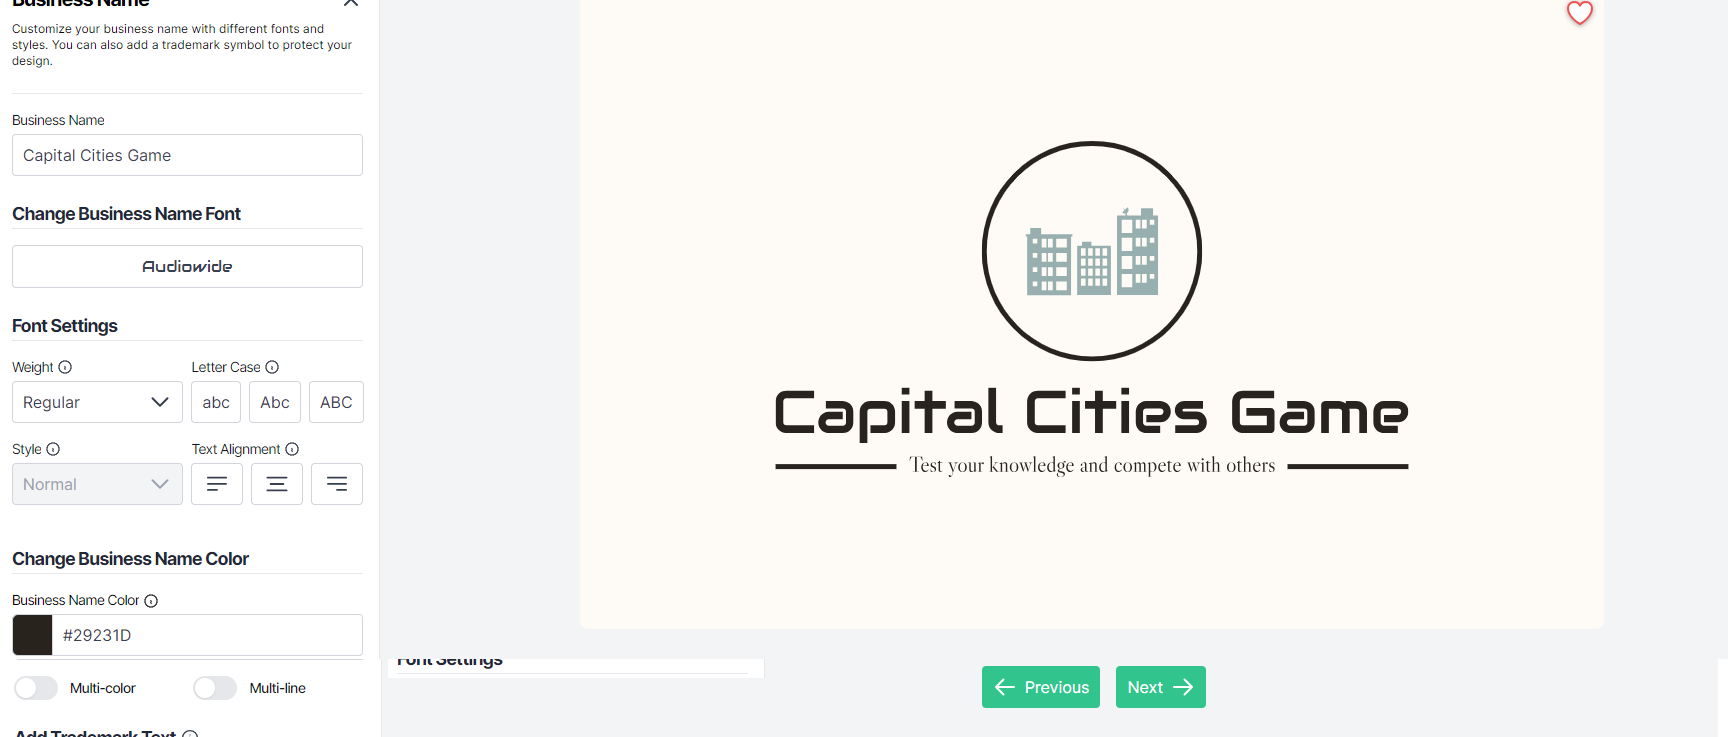 Business Name
Customize your business name with different fonts and
styles. You can also add a trademark symbol to protect your
design.
Business Name
Capital Cities Game
Change Business Name Font
Audiowide
Font Settings
Weight
Letter Case
Regular
abc
Abc
ABC
Style
Text Alignment
Normal
Change Business Name Color
Business Name Color
#29231D
Multi-color
Multi-line
Add Trademark Text
Capital Cities Game
Test your knowledge and compete with others
Font Settings
Previous
Next